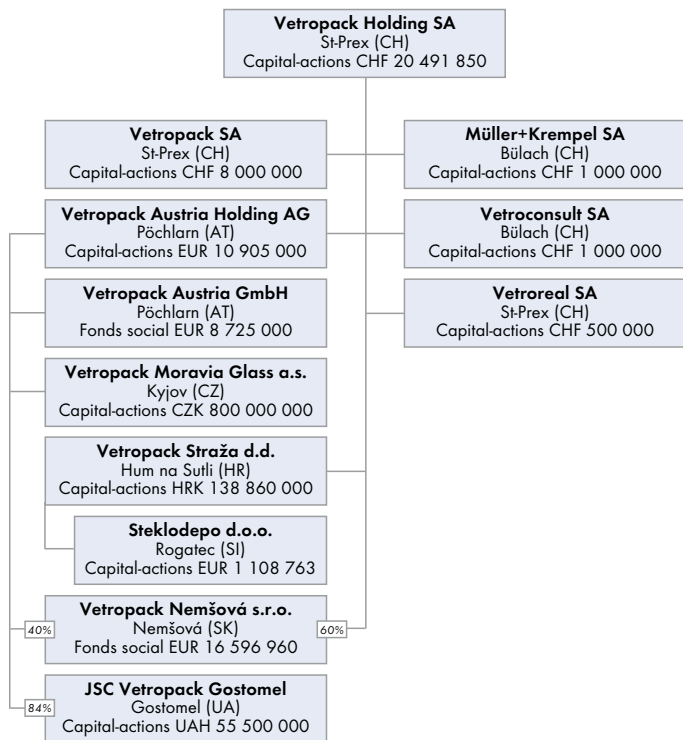 Vetropack Holding SA
St-Prex (CH)
Capital-actions CHF 20 491 850
Vetropack SA
St-Prex (CH)
Capital-actions CHF 8 000 000
Müller+Krempel SA
Bülach (CH)
Capital-actions CHF 1 000 000
Vetropack Austria Holding AG
Pöchlarn (AT)
Capital-actions EUR 10 905 000
Vetroconsult SA
Bülach (CH)
Capital-actions CHF 1 000 000
Vetropack Austria GmbH
Pöchlarn (AT)
Fonds social EUR 8 725 000
Vetroreal SA
St-Prex (CH)
Capital-actions CHF 500 000
Vetropack Moravia Glass a.s.
Kyjov (CZ)
Capital-actions CZK 800 000 000
Vetropack Straža d.d.
Hum na Sutli (HR)
Capital-actions HRK 138 860 000
Steklodepo d.o.o.
Rogatec (SI)
Capital-actions EUR 1 108 763
40%
Vetropack Nemšová s.r.o.
Nemšová (SK)
Fonds social EUR 16 596 960
60%
84%
JSC Vetropack Gostomel
Gostomel (UA)
Capital-actions UAH 55 500 000